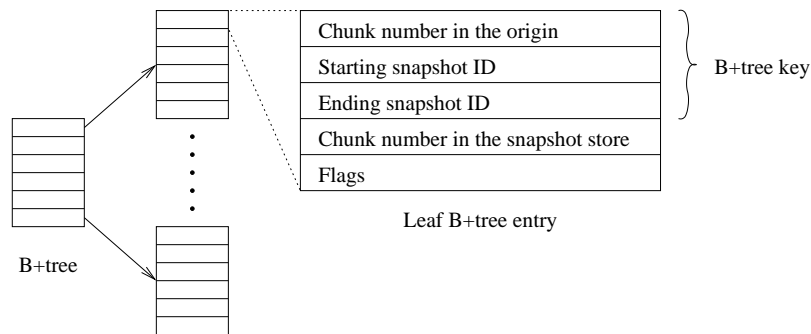 Chunk number in the origin
Starting snapshot ID
Ending snapshot ID
Chunk number in the snapshot store
Flags
B+tree key
Leaf B+tree entry
B+tree